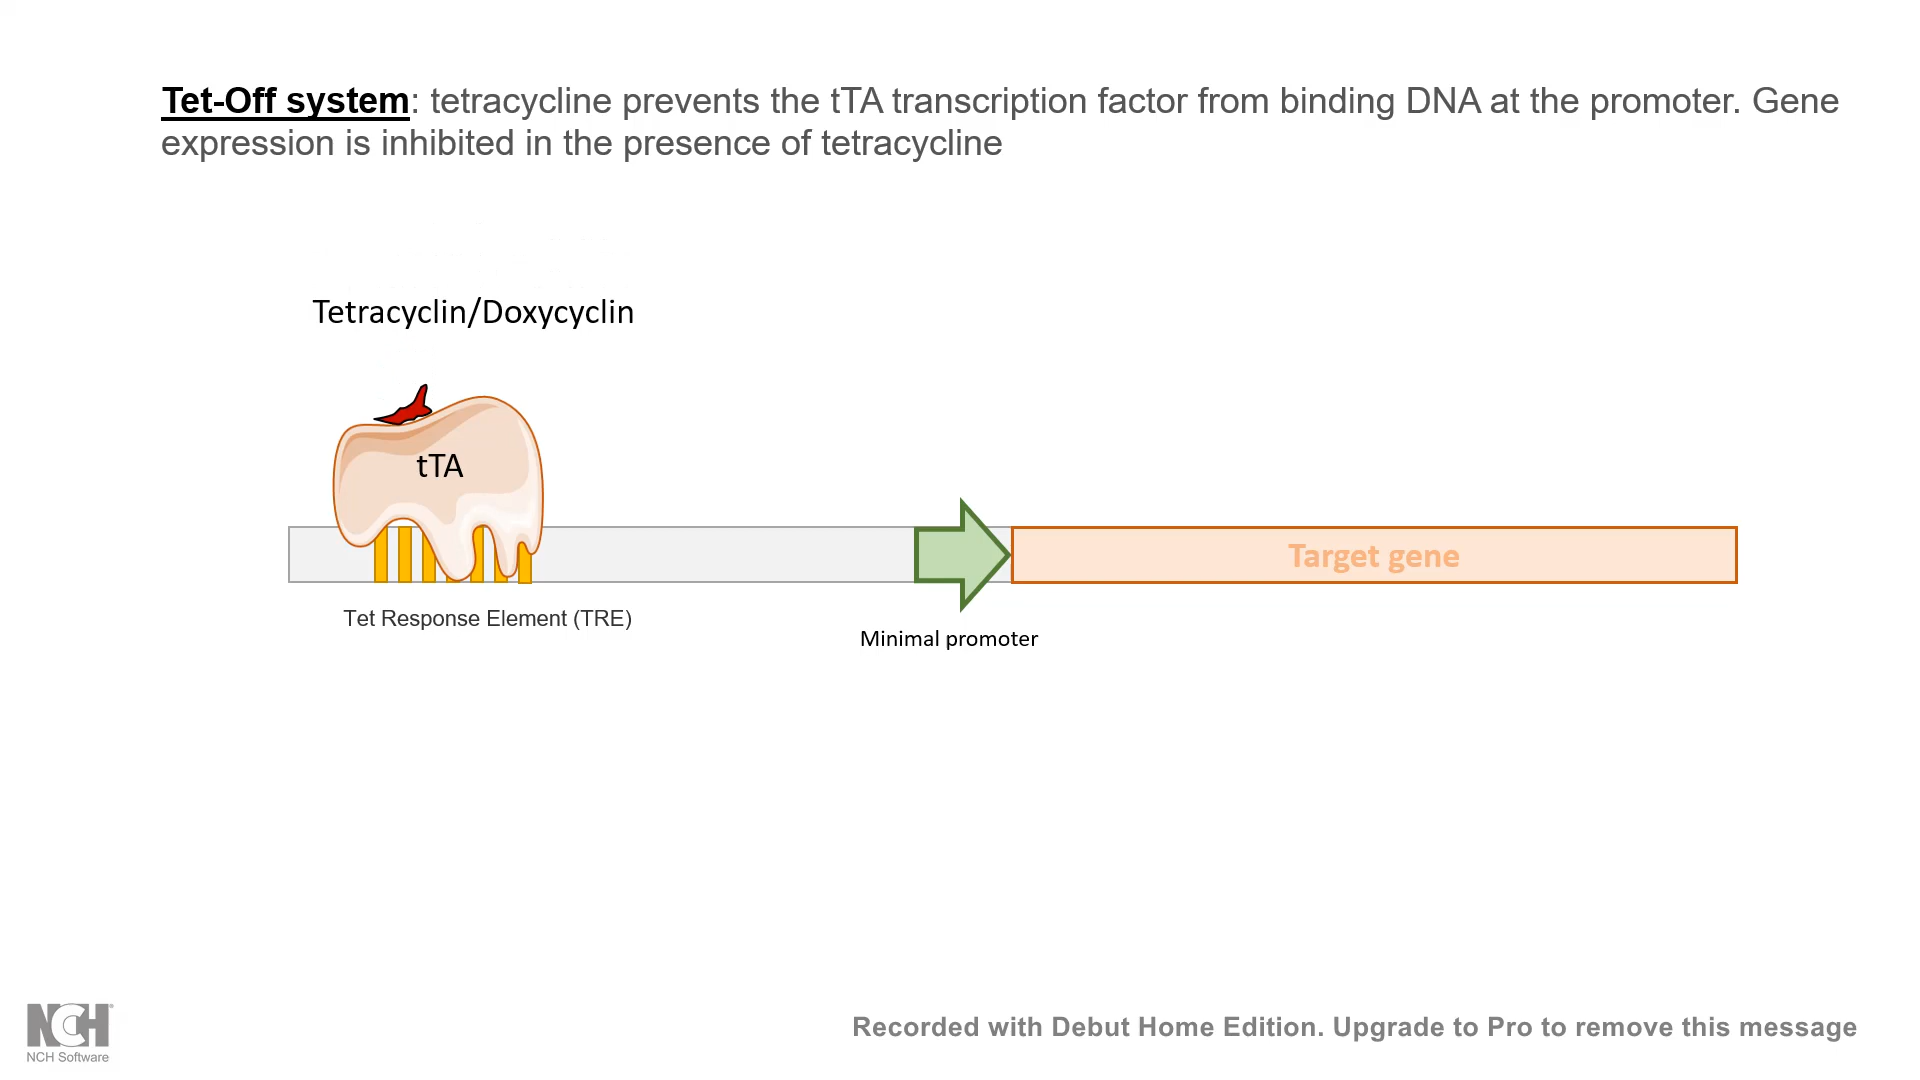 Tet-Off system: tetracycline prevents the tTA transcription factor from binding DNA at the promoter. Gene
expression is inhibited in the presence of tetracycline
Tetracyclin/Doxycyclin
tTA
Target gene
Tet Response Element (TRE)
Minimal promoter
NCH
NCH Software
Recorded with Debut Home Edition. Upgrade to Pro to remove this message